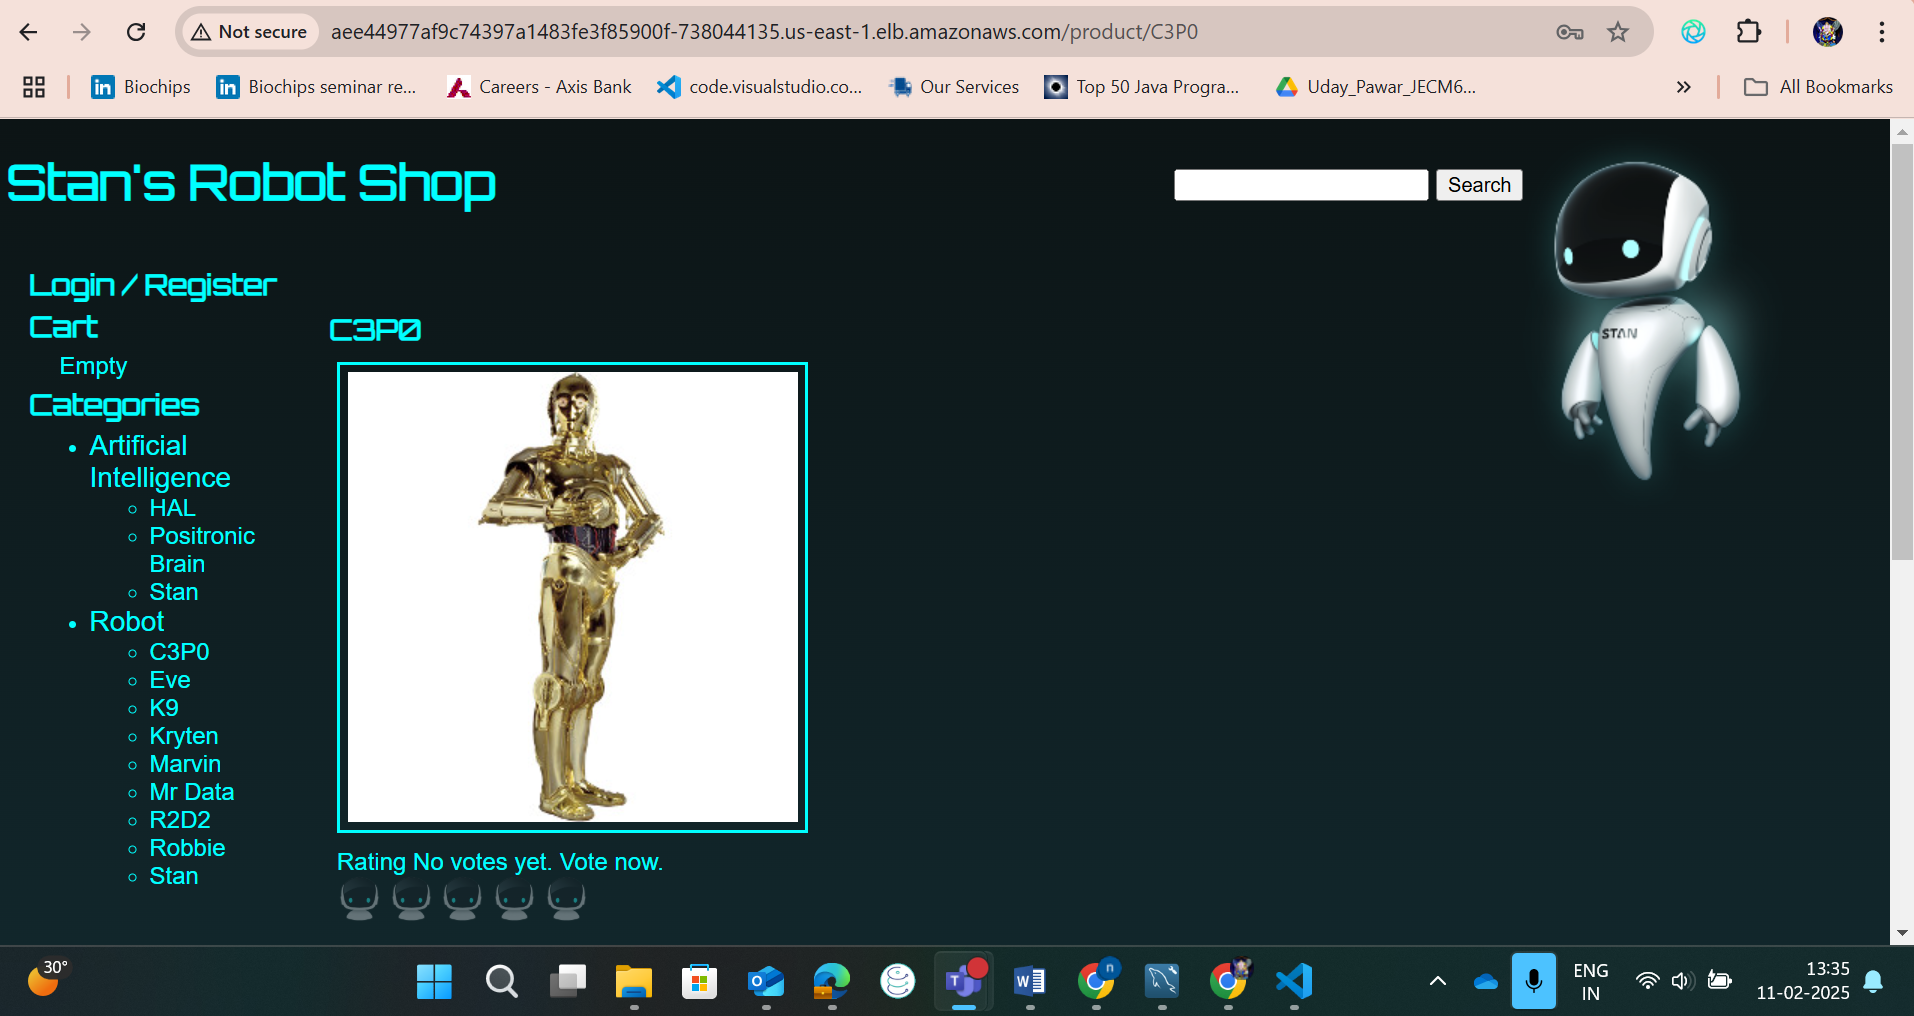 Not secure
aee44977af9c74397a1483fe3f85900f-738044135.us-east-1.elb.amazonaws.com/product/C3P0
Biochips
Biochips seminar re...
Careers - Axis Bank
code.visualstudio.co...
Our Services
Top 50 Java Progra...
Uday_Pawar_JECM6...
All Bookmarks
Stan's Robot Shop
Search
STAN
Login / Register
Cart
Empty
Categories
Artificial
Intelligence
HAL
Positronic
Brain
Stan
Robot
C3P0
Eve
K9
Kryten
Marvin
Mr Data
R2D2
Robbie
Stan
C3P0
Rating No votes yet. Vote now.
30°
ENG
IN
13:35
11-02-2025